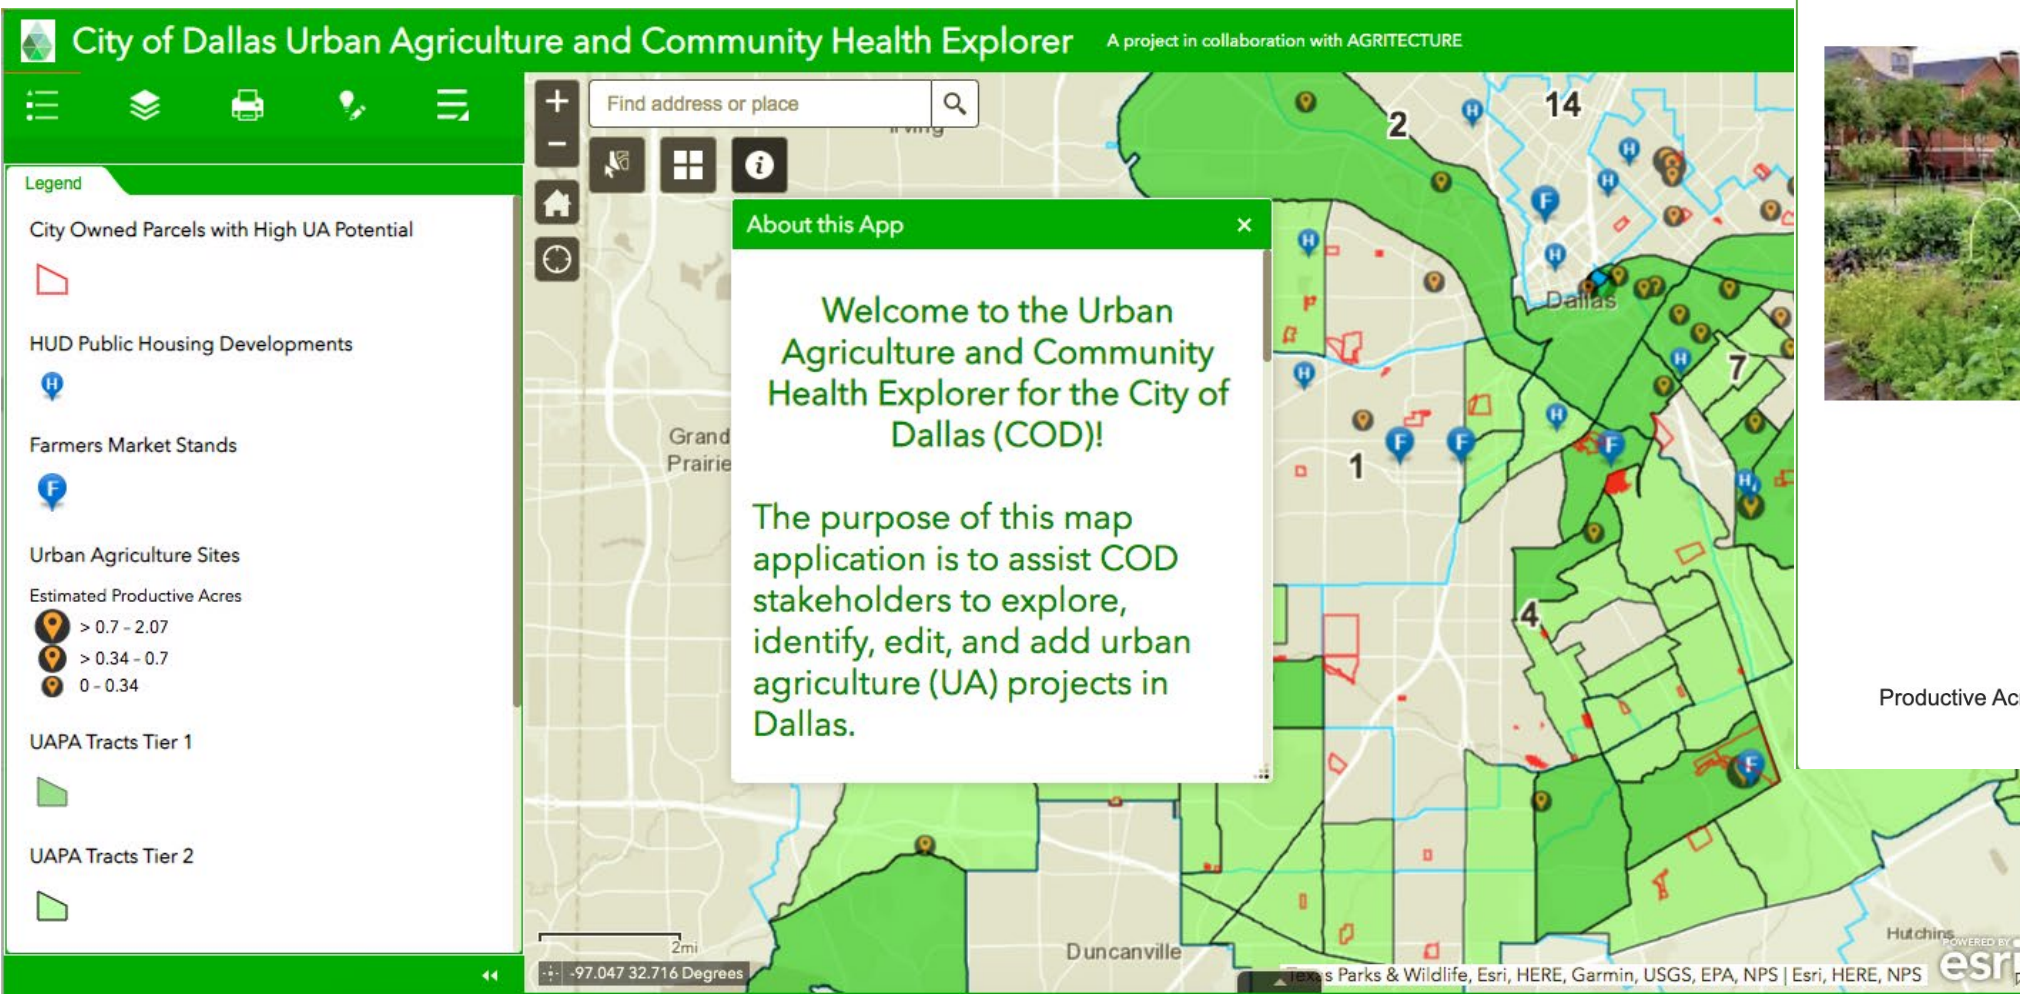 City of Dallas Urban Agriculture and Community Health Explorer
A project in collaboration with AGRITECTURE
Legend
City Owned Parcels with High UA Potential
HUD Public Housing Developments
H
Farmers Market Stands
F
Urban Agriculture Sites
Estimated Productive Acres
> 0.7 - 2.07
> 0.34 - 0.7
0 - 0.34
UAPA Tracts Tier 1
UAPA Tracts Tier 2
Find address or place
About this App
Welcome to the Urban
Agriculture and Community
Health Explorer for the City of
Dallas (COD)!
The purpose of this map
application is to assist COD
stakeholders to explore,
identify, edit, and add urban
agriculture (UA) projects in
Dallas.
2
14
Dallas
7
Grand
Prairie
1
4
Productive Ac
Duncanville
Hutchins
2mi
-97.047 32.716 Degrees
Texas Parks & Wildlife, Esri, HERE, Garmin, USGS, EPA, NPS | Esri, HERE, NPS
POWERED BY
esri